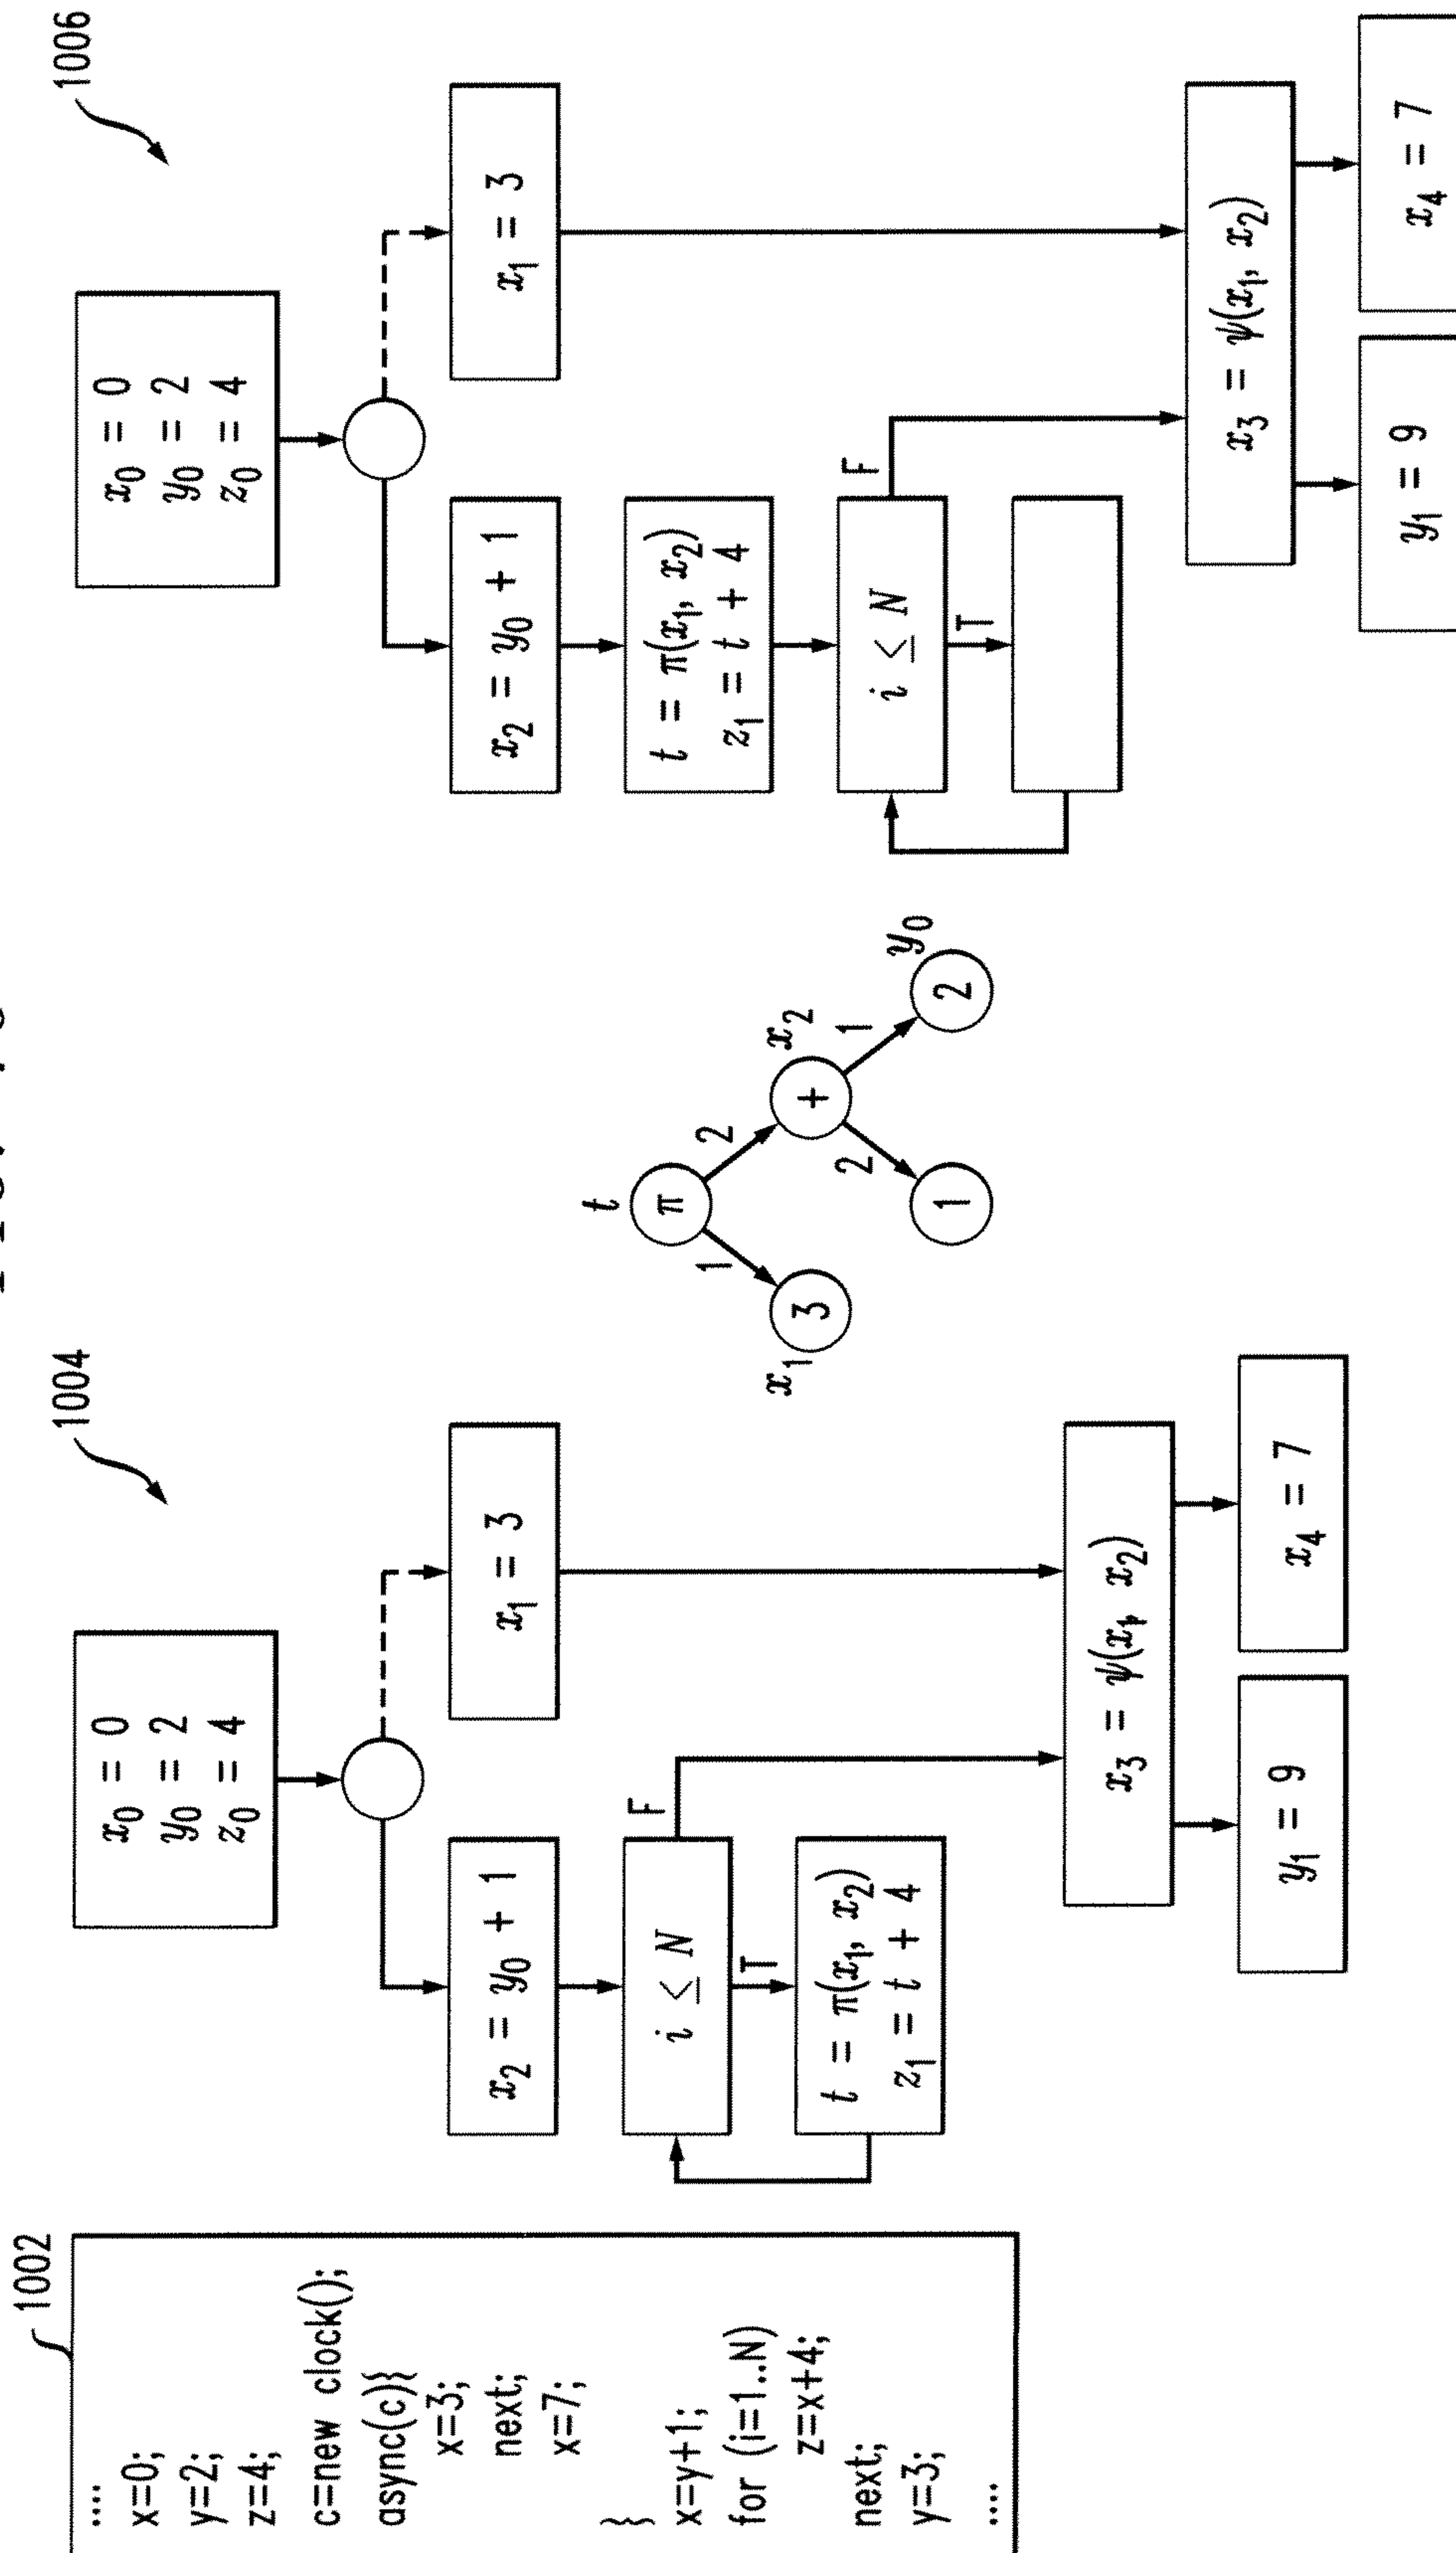 1002
....
x=0;
y=2;
z=4;
c=new clock();
async(c){
x=3;
next;
x=7;
}
x=y+1;
for (i=1..N)
z=x+4;
next;
y=3;
....
1004
x₀ = 0
y₀ = 2
z₀ = 4
x₂ = y₀ + 1
x₁ = 3
i ≤ N
F
T
t = π(x₁, x₂)
z₁ = t + 4
x₃ = ψ(x₁, x₂)
y₁ = 9
x₄ = 7
t
π
1
2
x₁
3
x₂
+
2
1
1
y₀
2
1006
x₀ = 0
y₀ = 2
z₀ = 4
x₂ = y₀ + 1
x₁ = 3
t = π(x₁, x₂)
z₁ = t + 4
i ≤ N
F
T
x₃ = ψ(x₁, x₂)
y₁ = 9
x₄ = 7